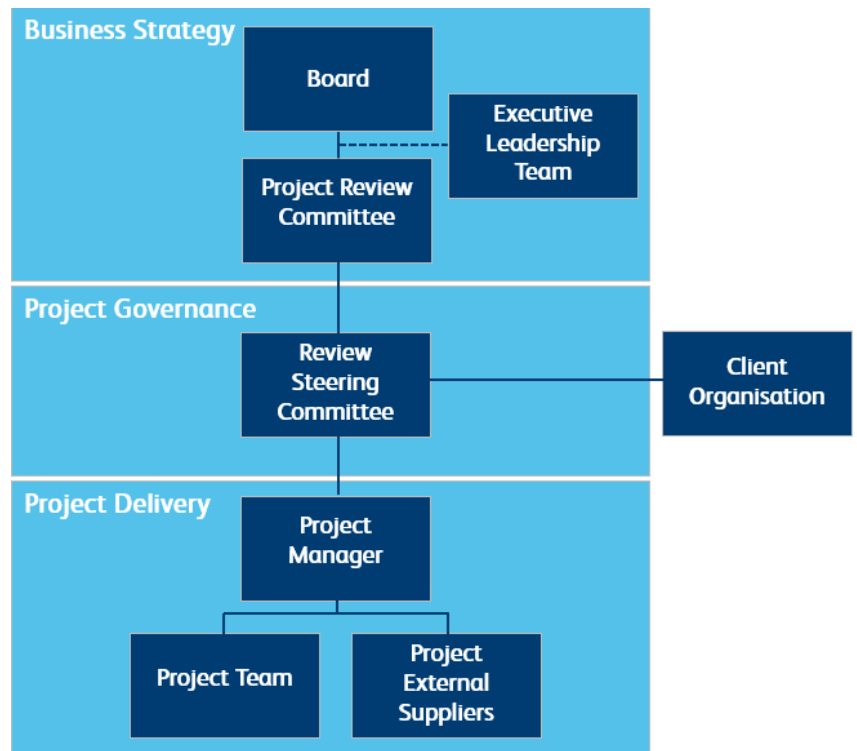 Business Strategy
Board
Executive
Leadership
Team
Project Review
Committee
Project Governance
Review
Steering
Committee
Client
Organisation
Project Delivery
Project
Manager
Project Team
Project
External
Suppliers